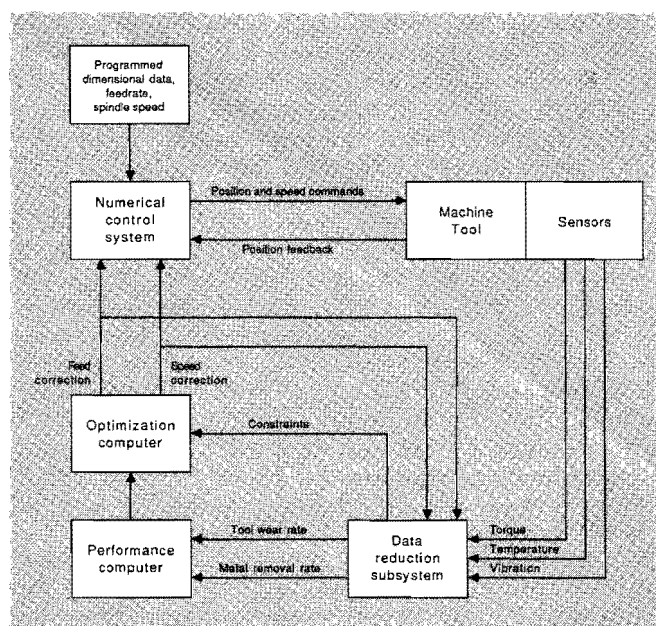 Programmed
dimensional data,
feedrate,
spindle speed
Numerical
control
system
Position and speed commands
Position feedback
Machine
Tool
Sensors
Feed
correction
Speed
correction
Optimization
computer
Constraints
Performance
computer
Tool wear rate
Metal removal rate
Data
reduction
subsystem
Torque
Temperature
Vibration